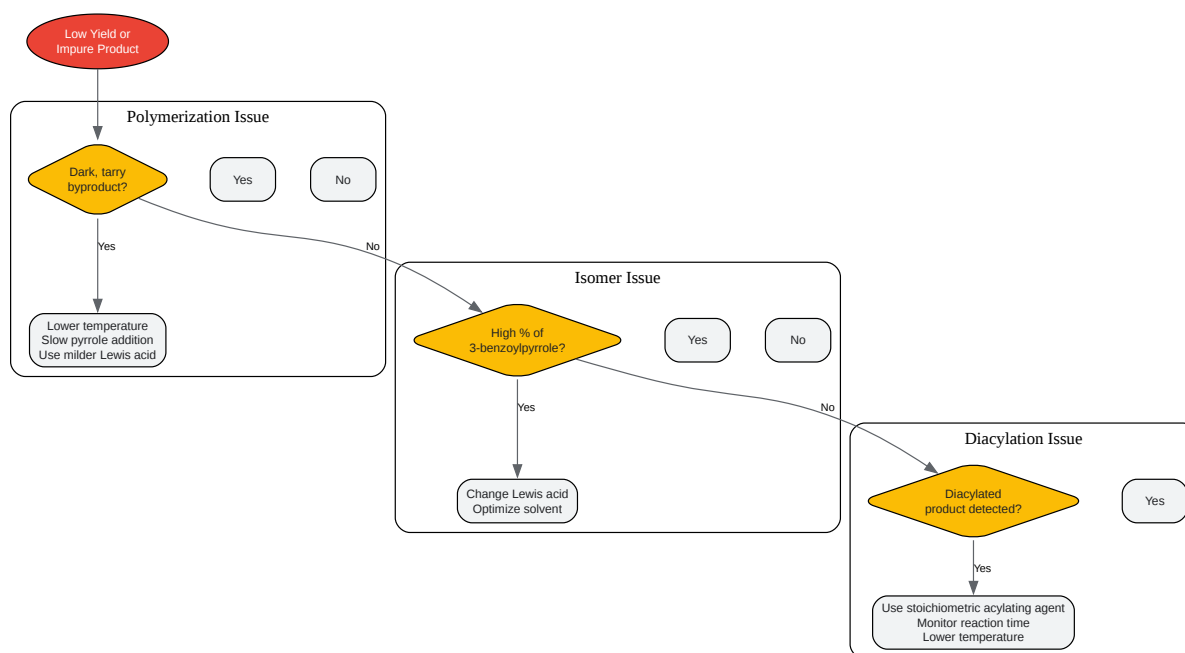 Low Yield or
Impure Product
Polymerization Issue
Dark, tarry
byproduct?
Yes
No
Yes
No
Lower temperature
Slow pyrrole addition
Use milder Lewis acid
Isomer Issue
High % of
3-benzoylpyrrole?
Yes
No
Yes
No
Change Lewis acid
Optimize solvent
Diacylation Issue
Diacylated
product detected?
Yes
Yes
Use stoichiometric acylating agent
Monitor reaction time
Lower temperature